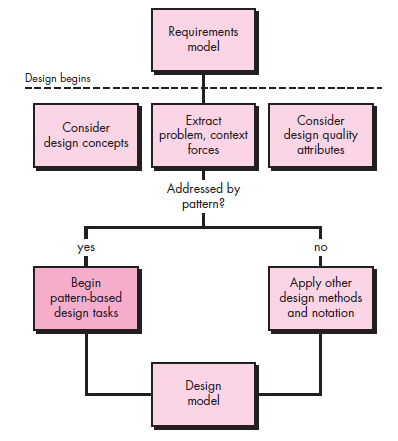 Requirements
model
Design begins
Consider
design concepts
Extract
problem, context
forces
Consider
design quality
attributes
Addressed by
pattern?
yes
no
Begin
pattern-based
design tasks
Apply other
design methods
and notation
Design
model